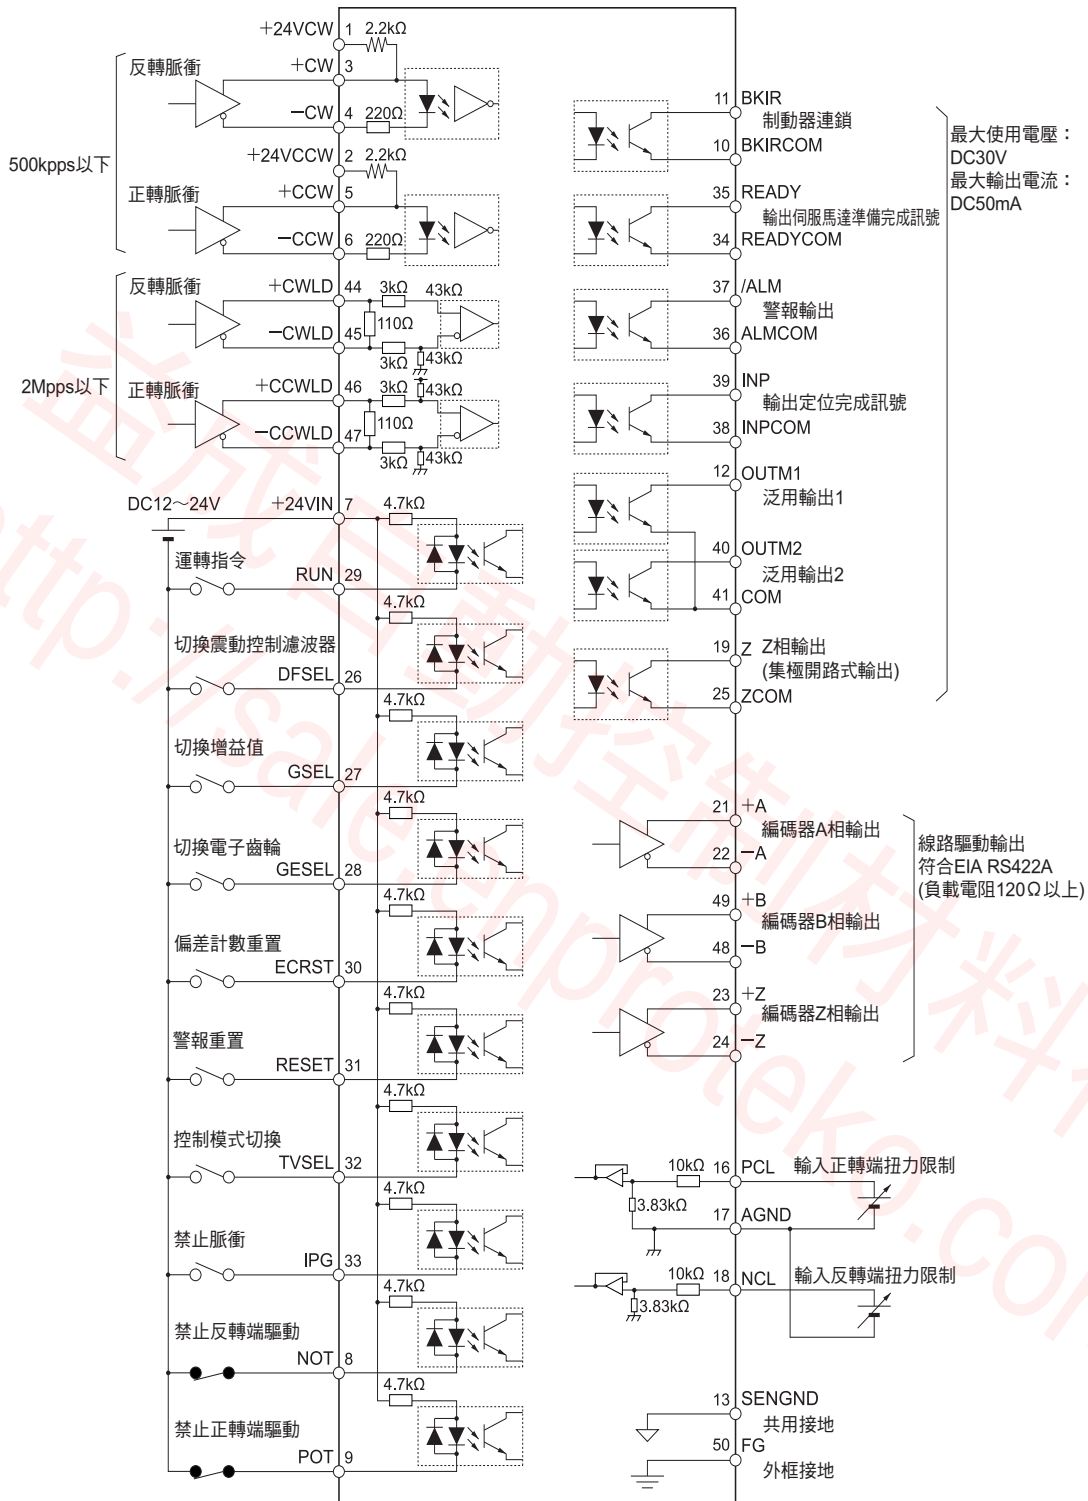 +24VCW 1 2.2kΩ
反轉脈衝 +CW 3
−CW 4 220Ω
+24VCCW 2 2.2kΩ
500kpps以下
正轉脈衝 +CCW 5
−CCW 6 220Ω
反轉脈衝 +CWLD 44 3kΩ 43kΩ
110Ω
−CWLD 45 3kΩ 43kΩ
2Mpps以下
正轉脈衝 +CCWLD 46 3kΩ 43kΩ
110Ω
−CCWLD 47 3kΩ 43kΩ
DC12～24V +24VIN 7 4.7kΩ
運轉指令
RUN 29
4.7kΩ
切換震動控制濾波器
DFSEL 26
4.7kΩ
切換增益值
GSEL 27
4.7kΩ
切換電子齒輪
GESEL 28
4.7kΩ
偏差計數重置
ECRST 30
4.7kΩ
警報重置
RESET 31
4.7kΩ
控制模式切換
TVSEL 32
4.7kΩ
禁止脈衝
IPG 33
4.7kΩ
禁止反轉端驅動
NOT 8
4.7kΩ
禁止正轉端驅動
POT 9
11 BKIR
制動器連鎖
10 BKIRCOM
35 READY
輸出伺服馬達準備完成訊號
34 READYCOM
37 /ALM
警報輸出
36 ALMCOM
39 INP
輸出定位完成訊號
38 INPCOM
12 OUTM1
泛用輸出1
40 OUTM2
泛用輸出2
41 COM
19 Z Z相輸出
(集極開路式輸出)
25 ZCOM
最大使用電壓：
DC30V
最大輸出電流：
DC50mA
21 +A
編碼器A相輸出
22 −A
49 +B
編碼器B相輸出
48 −B
23 +Z
編碼器Z相輸出
24 −Z
線路驅動輸出
符合EIA RS422A
(負載電阻120Ω以上)
10kΩ 16 PCL 輸入正轉端扭力限制
3.83kΩ
17 AGND
10kΩ 18 NCL 輸入反轉端扭力限制
3.83kΩ
13 SENGND
共用接地
50 FG
外框接地
益成自動控制材料
http://sale.enproteko.com